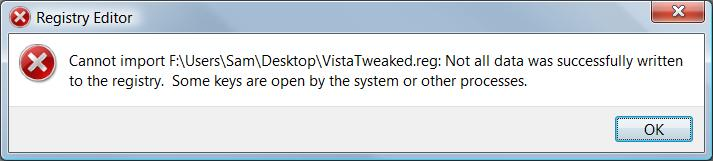 Registry Editor
Cannot import F:\Users\Sam\Desktop\VistaTweaked.reg: Not all data was successfully written
to the registry.  Some keys are open by the system or other processes.
OK